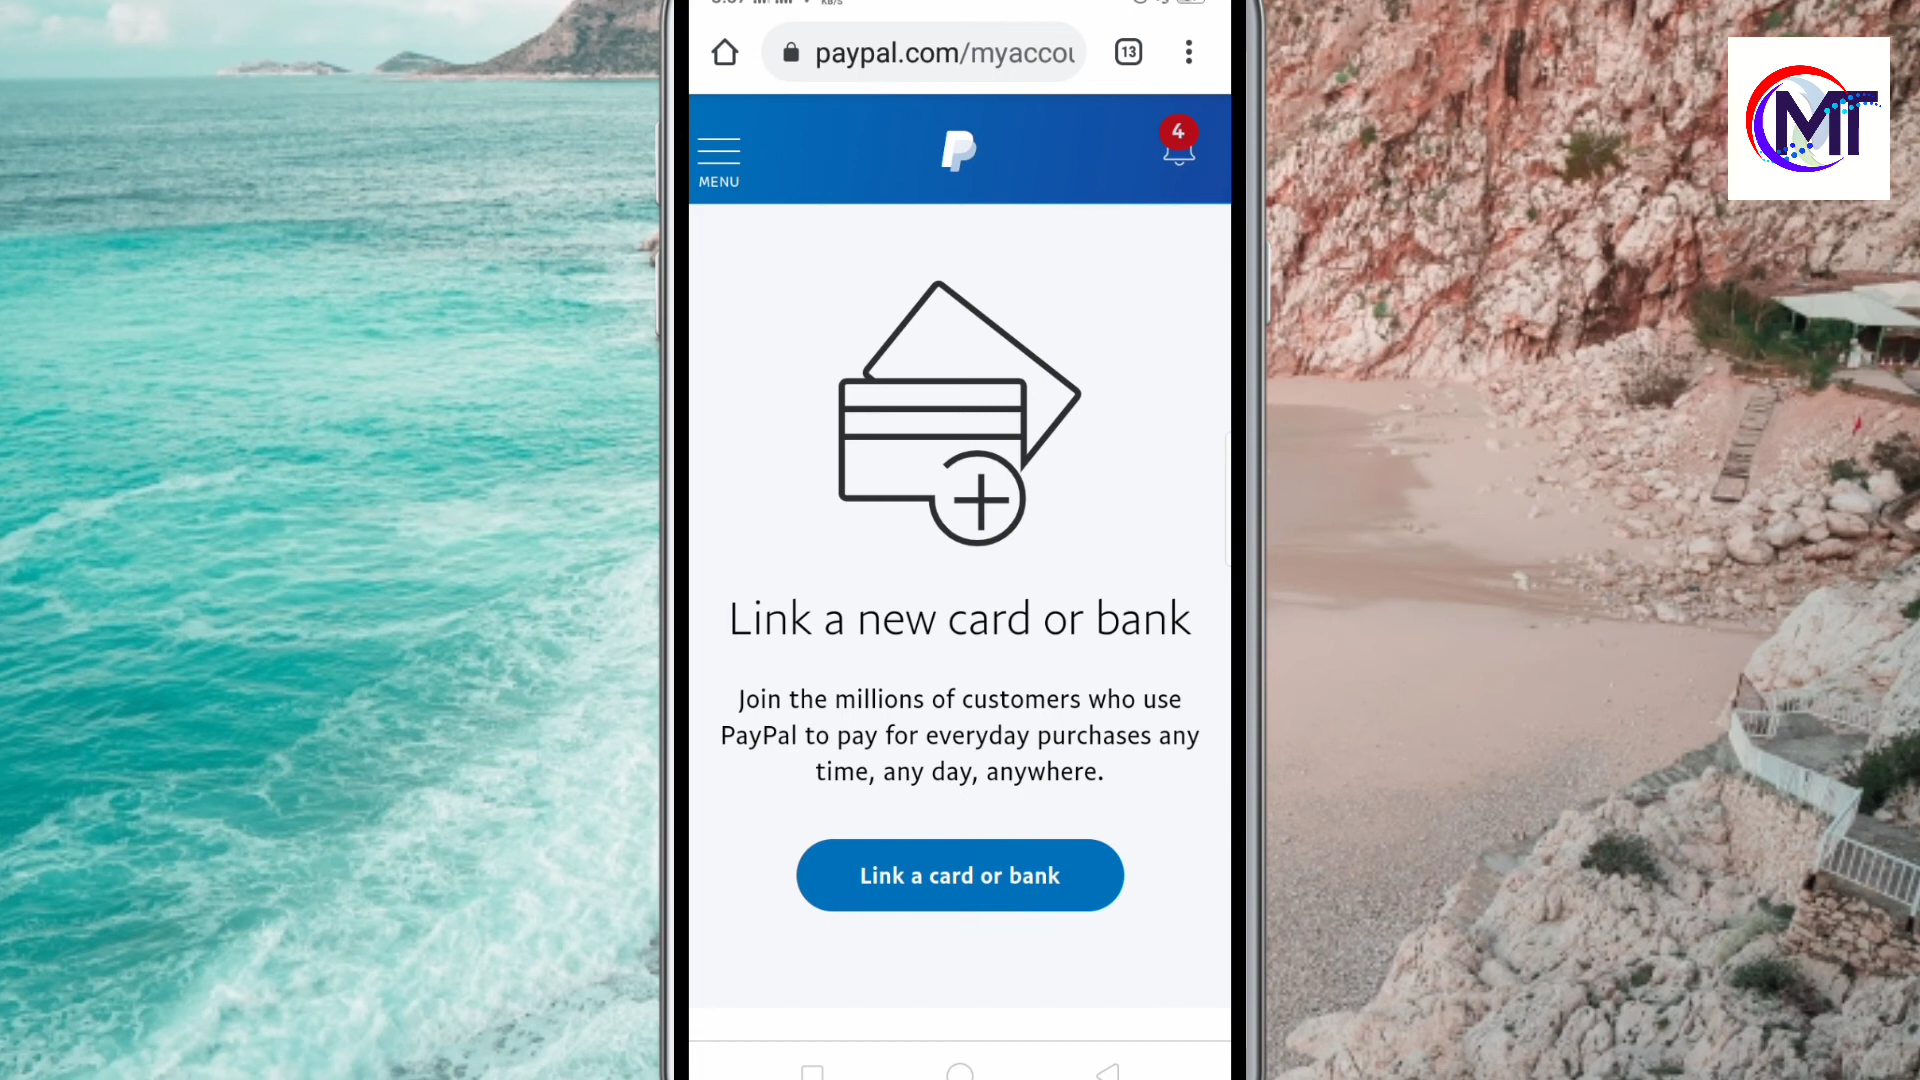 KB/S
paypal.com/myaccou
13
MT
4
MENU
Link a new card or bank
Join the millions of customers who use
PayPal to pay for everyday purchases any
time, any day, anywhere.
Link a card or bank